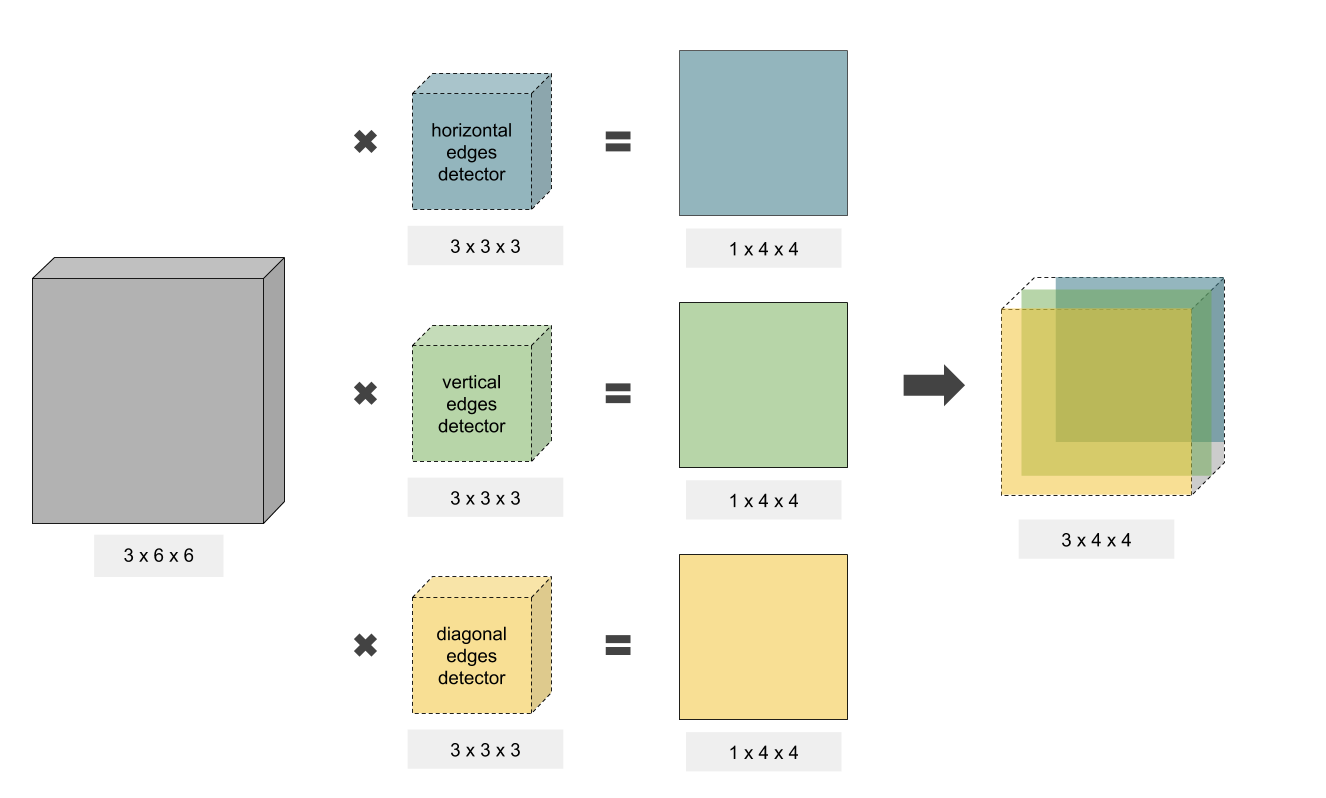 horizontal
edges
detector
3 x 3 x 3
1 x 4 x 4
3 x 6 x 6
vertical
edges
detector
3 x 3 x 3
1 x 4 x 4
3 x 4 x 4
diagonal
edges
detector
3 x 3 x 3
1 x 4 x 4